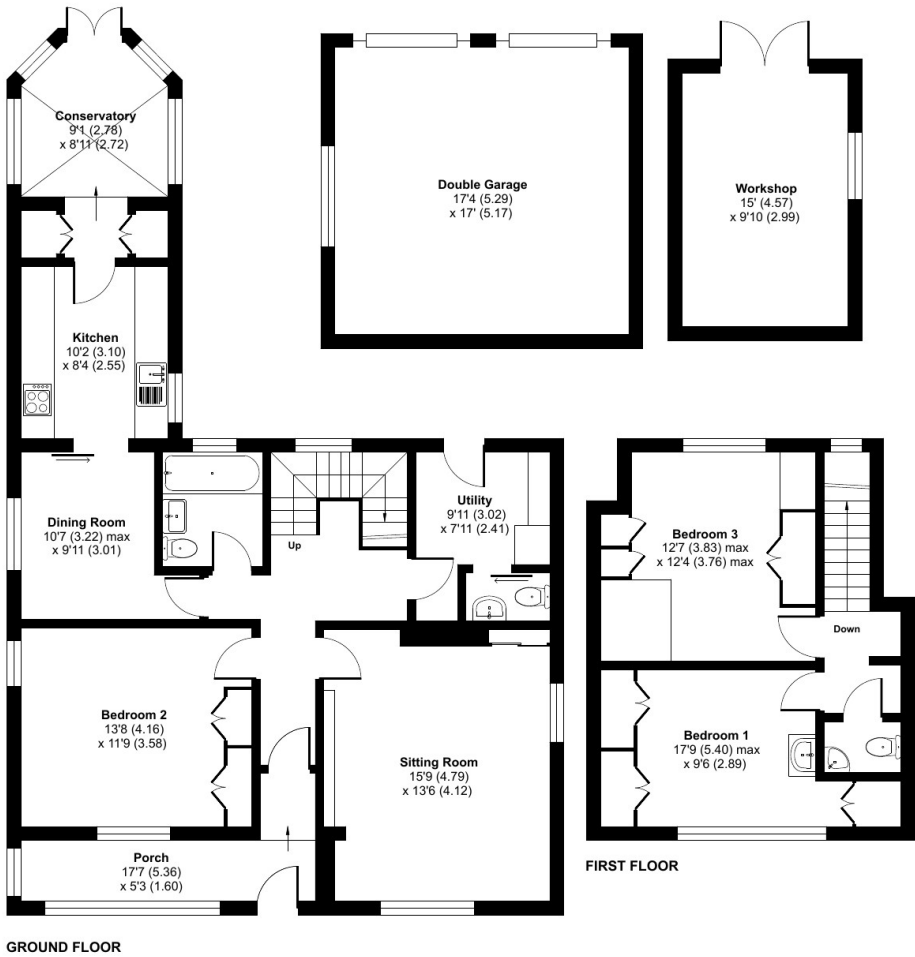 Conservatory
9'1 (2.78)
x 8'11 (2.72)
Double Garage
17'4 (5.29)
x 17' (5.17)
Workshop
15' (4.57)
x 9'10 (2.99)
Kitchen
10'2 (3.10)
x 8'4 (2.55)
Dining Room
10'7 (3.22) max
x 9'11 (3.01)
Up
Utility
9'11 (3.02)
x 7'11 (2.41)
Bedroom 3
12'7 (3.83) max
x 12'4 (3.76) max
Down
Bedroom 2
13'8 (4.16)
x 11'9 (3.58)
Sitting Room
15'9 (4.79)
x 13'6 (4.12)
Bedroom 1
17'9 (5.40) max
x 9'6 (2.89)
Porch
17'7 (5.36)
x 5'3 (1.60)
FIRST FLOOR
GROUND FLOOR